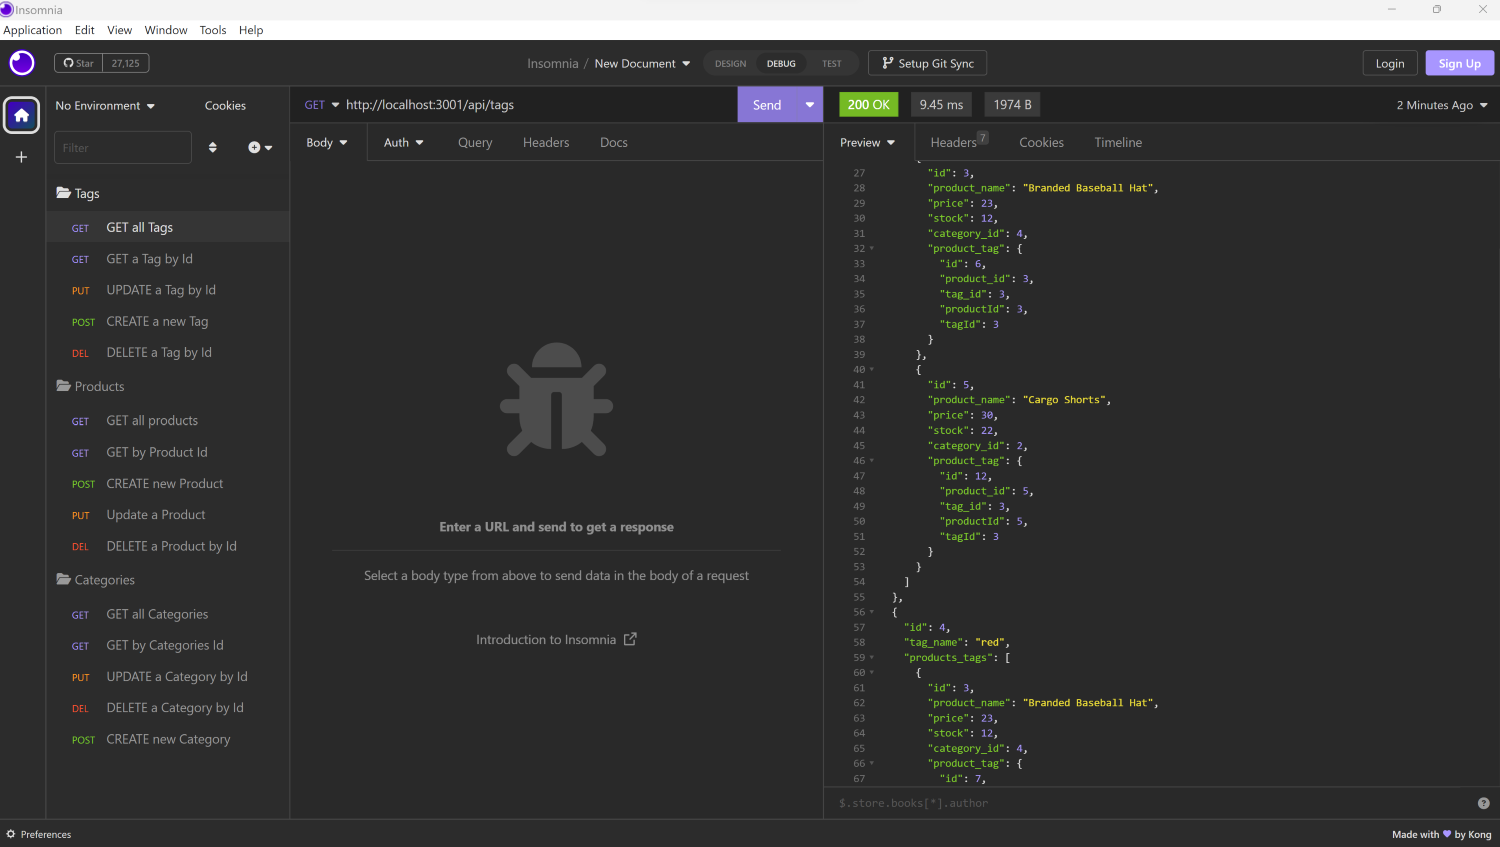 Insomnia
Application Edit View Window Tools Help
Star 27,125
Insomnia / New Document
DESIGN DEBUG TEST
Setup Git Sync
Login Sign Up
No Environment Cookies
Filter
Tags
GET GET all Tags
GET GET a Tag by Id
PUT UPDATE a Tag by Id
POST CREATE a new Tag
DEL DELETE a Tag by Id
Products
GET GET all products
GET GET by Product Id
POST CREATE new Product
PUT Update a Product
DEL DELETE a Product by Id
Categories
GET GET all Categories
GET GET by Categories Id
PUT UPDATE a Category by Id
DEL DELETE a Category by Id
POST CREATE new Category
Preferences
GET http://localhost:3001/api/tags Send
Body Auth Query Headers Docs
Enter a URL and send to get a response
Select a body type from above to send data in the body of a request
Introduction to Insomnia
200 OK 9.45 ms 1974 B 2 Minutes Ago
Preview Headers 7 Cookies Timeline
27 "id": 3,
28 "product_name": "Branded Baseball Hat",
29 "price": 23,
30 "stock": 12,
31 "category_id": 4,
32 "product_tag": {
33 "id": 6,
34 "product_id": 3,
35 "tag_id": 3,
36 "productId": 3,
37 "tagId": 3
38 }
39 },
40 {
41 "id": 5,
42 "product_name": "Cargo Shorts",
43 "price": 30,
44 "stock": 22,
45 "category_id": 2,
46 "product_tag": {
47 "id": 12,
48 "product_id": 5,
49 "tag_id": 3,
50 "productId": 5,
51 "tagId": 3
52 }
53 }
54 ]
55 },
56 {
57 "id": 4,
58 "tag_name": "red",
59 "products_tags": [
60 {
61 "id": 3,
62 "product_name": "Branded Baseball Hat",
63 "price": 23,
64 "stock": 12,
65 "category_id": 4,
66 "product_tag": {
67 "id": 7,
$.store.books[*].author
Made with 💜 by Kong